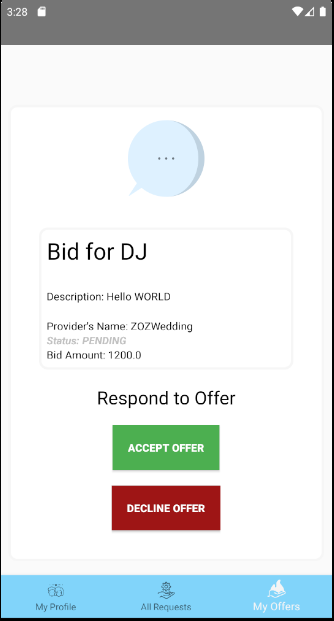 3:28
Bid for DJ
Description: Hello WORLD
Provider's Name: ZOZWedding
Status: PENDING
Bid Amount: 1200.0
Respond to Offer
ACCEPT OFFER
DECLINE OFFER
My Profile
All Requests
My Offers